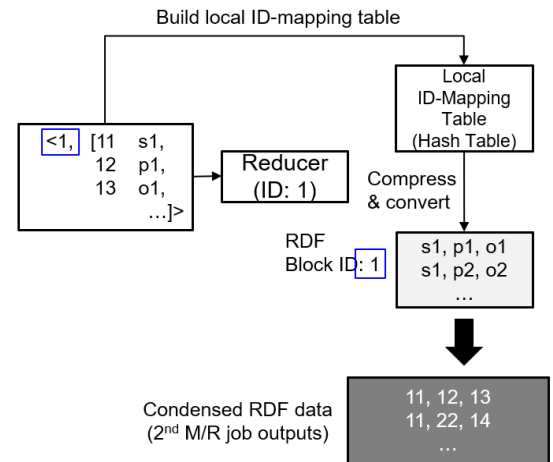 Build local ID-mapping table
Local
ID-Mapping
Table
(Hash Table)
<1, [11 s1,
12 p1,
13 o1,
…]>
Reducer
(ID: 1)
Compress
& convert
RDF
Block ID: 1
s1, p1, o1
s1, p2, o2
…
Condensed RDF data
(2nd M/R job outputs)
11, 12, 13
11, 22, 14
…